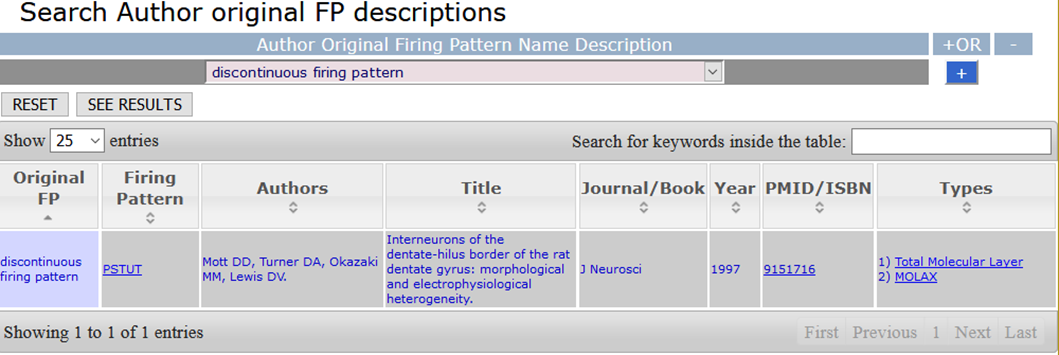 Search Author original FP descriptions
Author Original Firing Pattern Name Description +OR -
discontinuous firing pattern +
RESET SEE RESULTS
Show 25 entries Search for keywords inside the table:
Original FP Firing Pattern Authors Title Journal/Book Year PMID/ISBN Types
discontinuous firing pattern
PSTUT
Mott DD, Turner DA, Okazaki
MM, Lewis DV.
Interneurons of the
dentate-hilus border of the rat
dentate gyrus: morphological
and electrophysiological
heterogeneity.
J Neurosci
1997
9151716
1) Total Molecular Layer
2) MOLAX
Showing 1 to 1 of 1 entries First Previous 1 Next Last